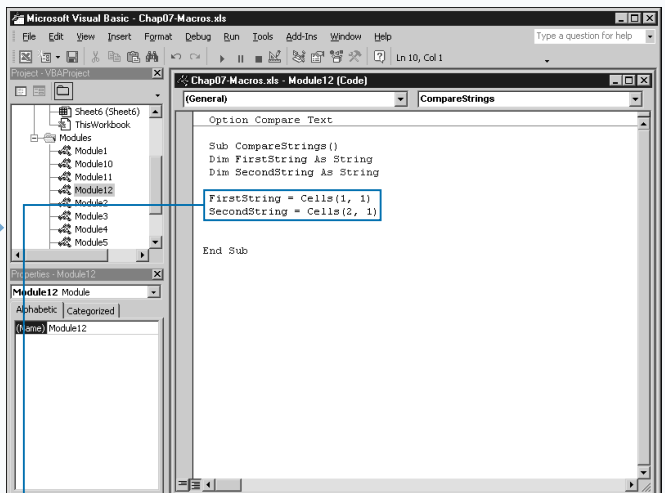 Microsoft Visual Basic - Chap07-Macros.xls
File Edit View Insert Format Debug Run Tools Add-Ins Window Help
Type a question for help
Ln 10, Col 1
Project - VBAProject
Sheet6 (Sheet6)
ThisWorkbook
Modules
Module1
Module10
Module11
Module12
Module2
Module3
Module4
Module5
Properties - Module12
Module12 Module
Alphabetic Categorized
(Name) Module12
Chap07-Macros.xls - Module12 (Code)
(General) CompareStrings
Option Compare Text
Sub CompareStrings()
Dim FirstString As String
Dim SecondString As String
FirstString = Cells(1, 1)
SecondString = Cells(2, 1)
End Sub